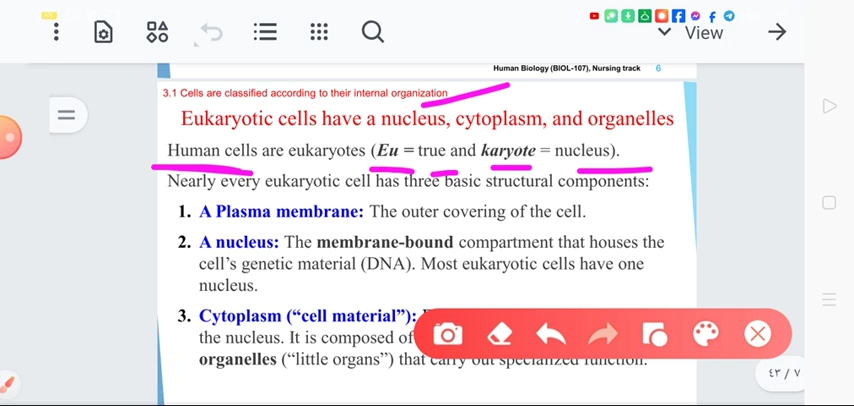 View
Human Biology (BIOL-107), Nursing track 6
3.1 Cells are classified according to their internal organization
Eukaryotic cells have a nucleus, cytoplasm, and organelles
Human cells are eukaryotes (Eu = true and karyote = nucleus).
Nearly every eukaryotic cell has three basic structural components:
1. A Plasma membrane: The outer covering of the cell.
2. A nucleus: The membrane-bound compartment that houses the
cell's genetic material (DNA). Most eukaryotic cells have one
nucleus.
3. Cytoplasm ("cell material"):
the nucleus. It is composed of
organelles ("little organs") that carry out specialized function.
٤٣ / ٧